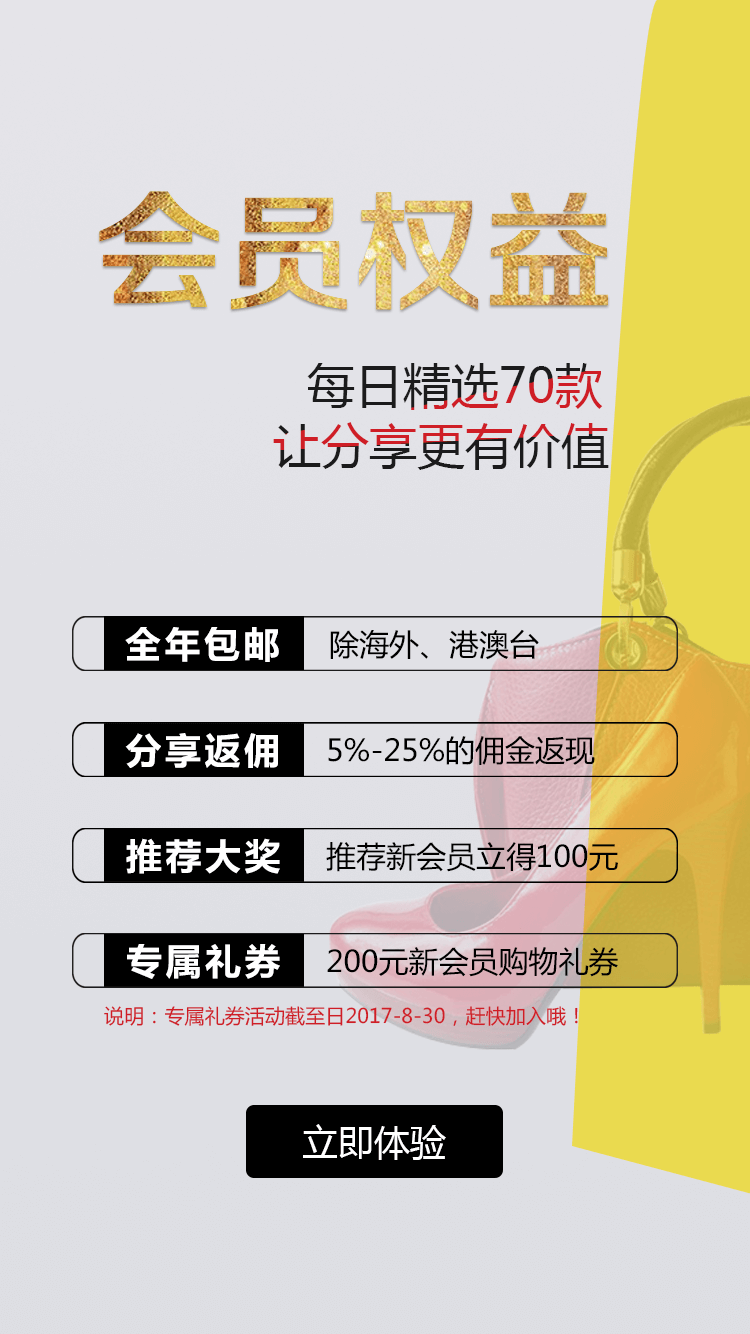 会员权益
每日精选70款
让分享更有价值
全年包邮 除海外、港澳台
分享返佣 5%-25%的佣金返现
推荐大奖 推荐新会员立得100元
专属礼券 200元新会员购物礼券
说明：专属礼券活动截至日2017-8-30，赶快加入哦！
立即体验